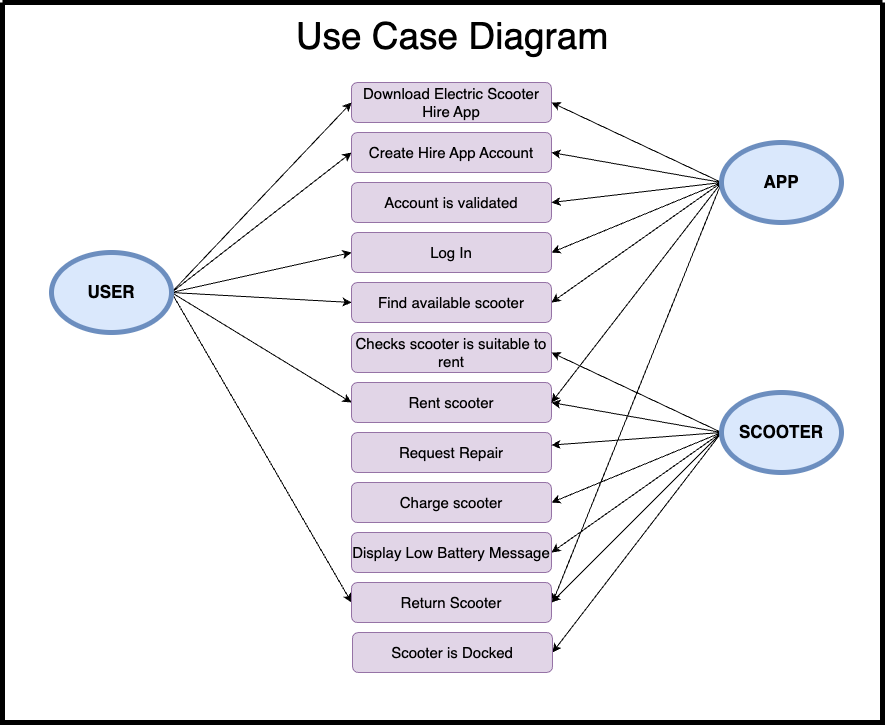 Use Case Diagram
Download Electric Scooter
Hire App
Create Hire App Account
APP
Account is validated
Log In
USER
Find available scooter
Checks scooter is suitable to
rent
Rent scooter
SCOOTER
Request Repair
Charge scooter
Display Low Battery Message
Return Scooter
Scooter is Docked